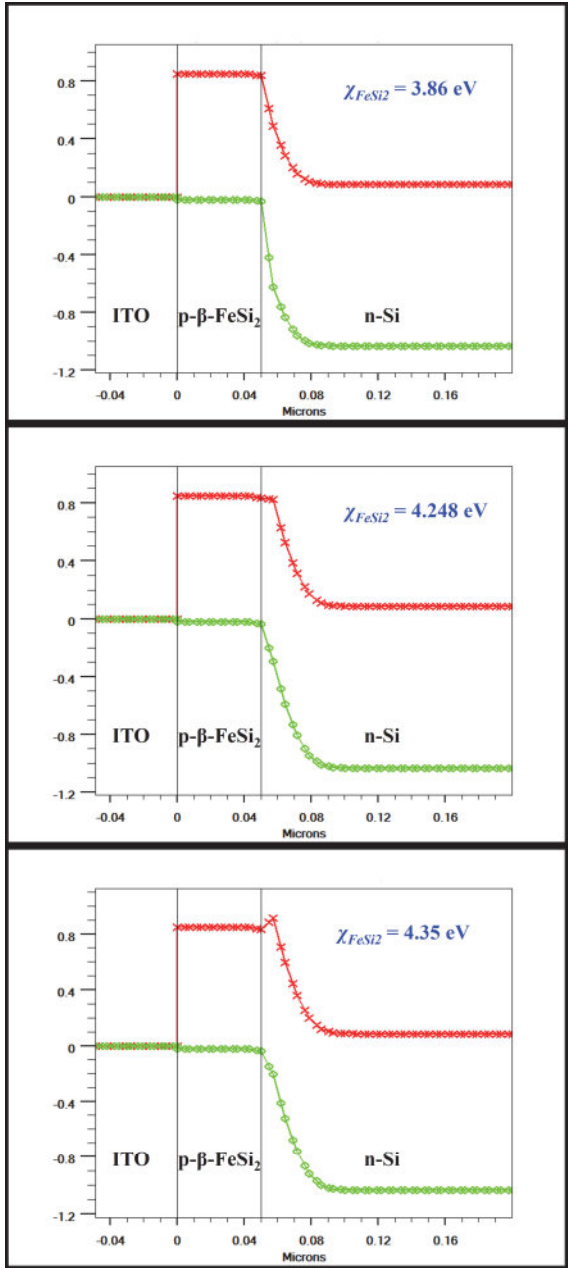 χFeSi2 = 3.86 eV
0.8
0.4
0
-0.4
-0.8
-1.2
ITO p-β-FeSi₂ n-Si
-0.04 0 0.04 0.08 0.12 0.16
Microns
χFeSi2 = 4.248 eV
0.8
0.4
0
-0.4
-0.8
-1.2
ITO p-β-FeSi₂ n-Si
-0.04 0 0.04 0.08 0.12 0.16
Microns
χFeSi2 = 4.35 eV
0.8
0.4
0
-0.4
-0.8
-1.2
ITO p-β-FeSi₂ n-Si
-0.04 0 0.04 0.08 0.12 0.16
Microns